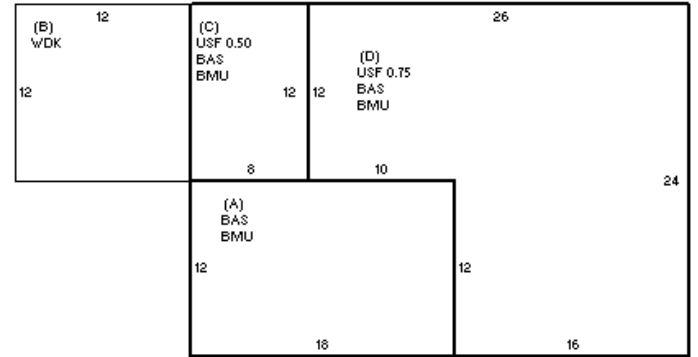 12
(B)
WDK
12
(C)
USF 0.50
BAS
BMU
12
8
26
(D)
USF 0.75
BAS
BMU
12
10
24
(A)
BAS
BMU
12
12
18
16